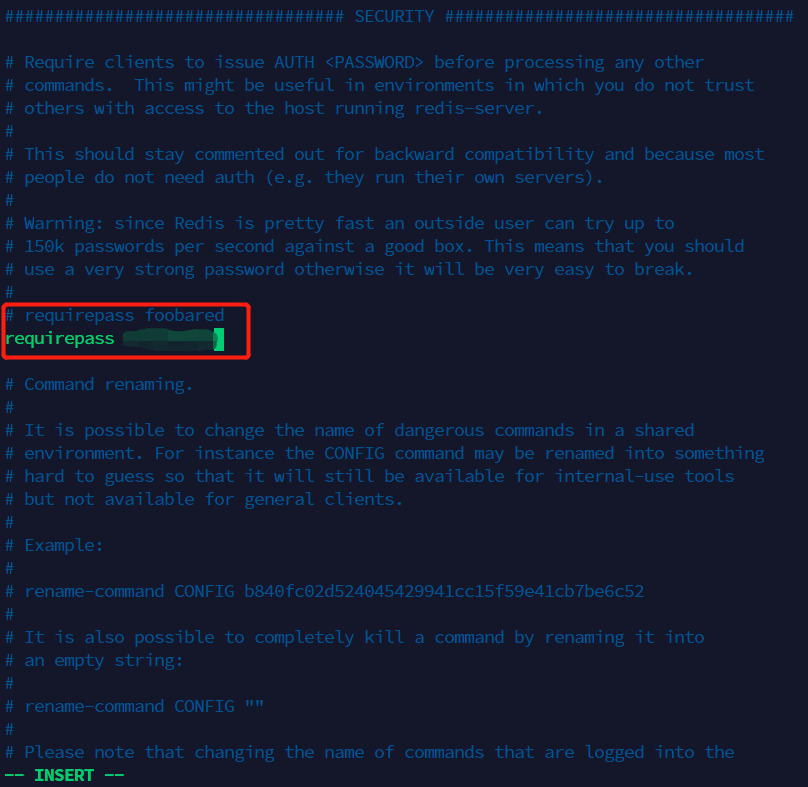 ################################## SECURITY ###################################
# Require clients to issue AUTH <PASSWORD> before processing any other
# commands.  This might be useful in environments in which you do not trust
# others with access to the host running redis-server.
#
# This should stay commented out for backward compatibility and because most
# people do not need auth (e.g. they run their own servers).
#
# Warning: since Redis is pretty fast an outside user can try up to
# 150k passwords per second against a good box. This means that you should
# use a very strong password otherwise it will be very easy to break.
#
# requirepass foobared
requirepass
# Command renaming.
#
# It is possible to change the name of dangerous commands in a shared
# environment. For instance the CONFIG command may be renamed into something
# hard to guess so that it will still be available for internal-use tools
# but not available for general clients.
#
# Example:
#
# rename-command CONFIG b840fc02d524045429941cc15f59e41cb7be6c52
#
# It is also possible to completely kill a command by renaming it into
# an empty string:
#
# rename-command CONFIG ""
#
# Please note that changing the name of commands that are logged into the
-- INSERT --